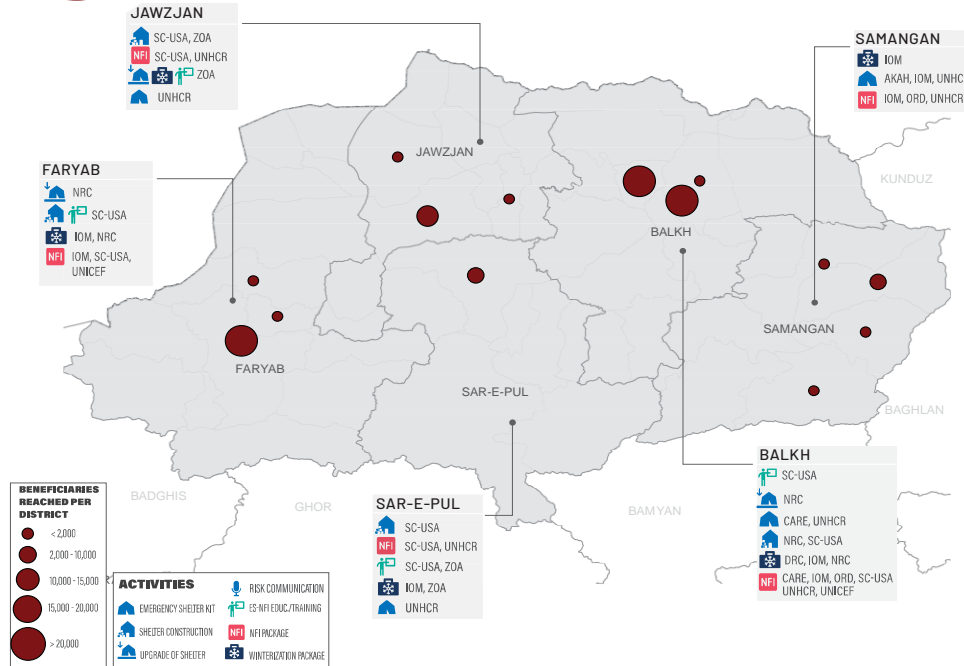 JAWZJAN
SC-USA, ZOA
NFI SC-USA, UNHCR
ZOA
UNHCR
SAMANGAN
IOM
AKAH, IOM, UNHC
NFI IOM, ORD, UNHCR
FARYAB
NRC
SC-USA
IOM, NRC
NFI IOM, SC-USA,
UNICEF
JAWZJAN
KUNDUZ
BALKH
SAMANGAN
FARYAB
SAR-E-PUL
BAGHLAN
BADGHIS
GHOR
BAMYAN
SAR-E-PUL
SC-USA
NFI SC-USA, UNHCR
SC-USA, ZOA
IOM, ZOA
UNHCR
BALKH
SC-USA
NRC
CARE, UNHCR
NRC, SC-USA
DRC, IOM, NRC
NFI CARE, IOM, ORD, SC-USA
UNHCR, UNICEF
BENEFICIARIES
REACHED PER
DISTRICT
< 2,000
2,000 - 10,000
10,000 - 15,000
15,000 - 20,000
> 20,000
ACTIVITIES
EMERGENCY SHELTER KIT
SHELTER CONSTRUCTION
UPGRADE OF SHELTER
RISK COMMUNICATION
ES-NFI EDUC./TRAINING
NFI NFI PACKAGE
WINTERIZATION PACKAGE